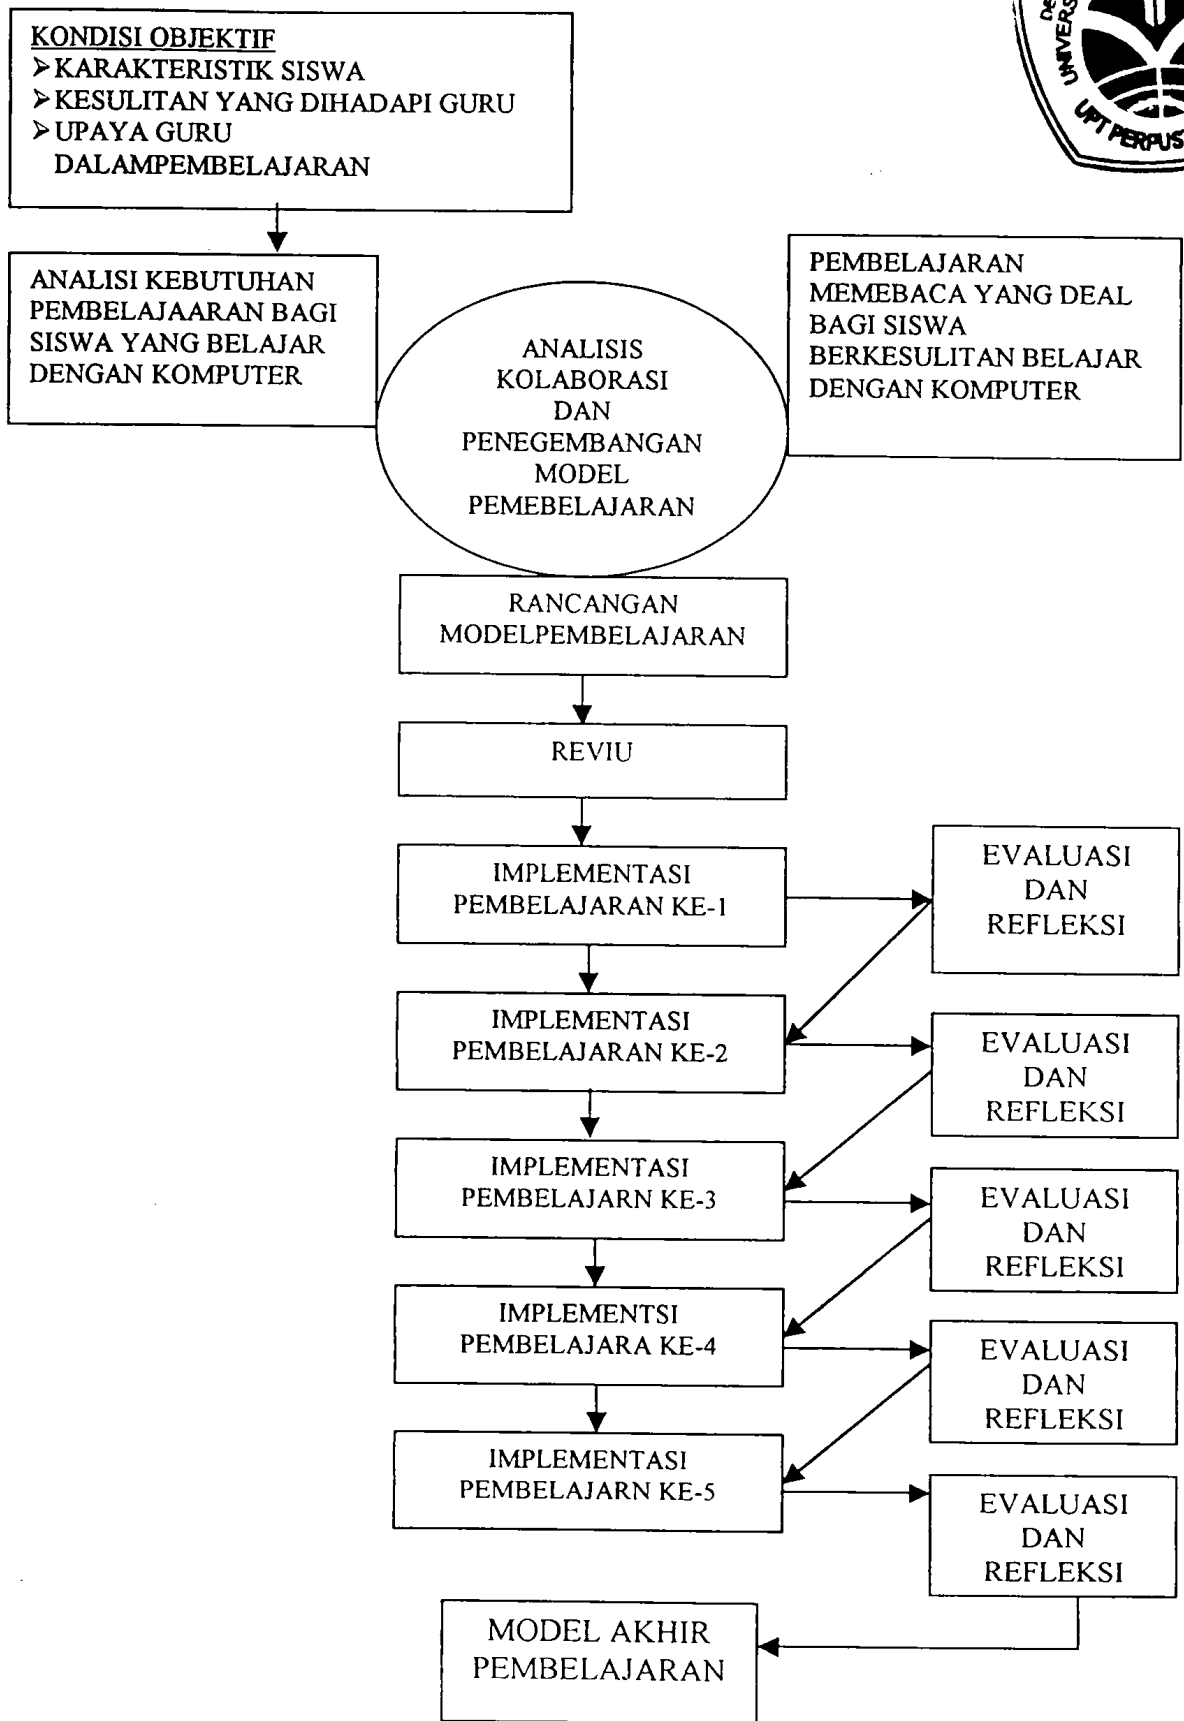 KONDISI OBJEKTIF
➢KARAKTERISTIK SISWA
➢KESULITAN YANG DIHADAPI GURU
➢UPAYA GURU
DALAMPEMBELAJARAN
UNIVERS
UPT PERPUS
ANALISI KEBUTUHAN
PEMBELAJAARAN BAGI
SISWA YANG BELAJAR
DENGAN KOMPUTER
ANALISIS
KOLABORASI
DAN
PENEGEMBANGAN
MODEL
PEMEBELAJARAN
PEMBELAJARAN
MEMEBACA YANG DEAL
BAGI SISWA
BERKESULITAN BELAJAR
DENGAN KOMPUTER
RANCANGAN
MODELPEMBELAJARAN
REVIU
IMPLEMENTASI
PEMBELAJARAN KE-1
EVALUASI
DAN
REFLEKSI
IMPLEMENTASI
PEMBELAJARAN KE-2
EVALUASI
DAN
REFLEKSI
IMPLEMENTASI
PEMBELAJARN KE-3
EVALUASI
DAN
REFLEKSI
IMPLEMENTSI
PEMBELAJARA KE-4
EVALUASI
DAN
REFLEKSI
IMPLEMENTASI
PEMBELAJARN KE-5
EVALUASI
DAN
REFLEKSI
MODEL AKHIR
PEMBELAJARAN